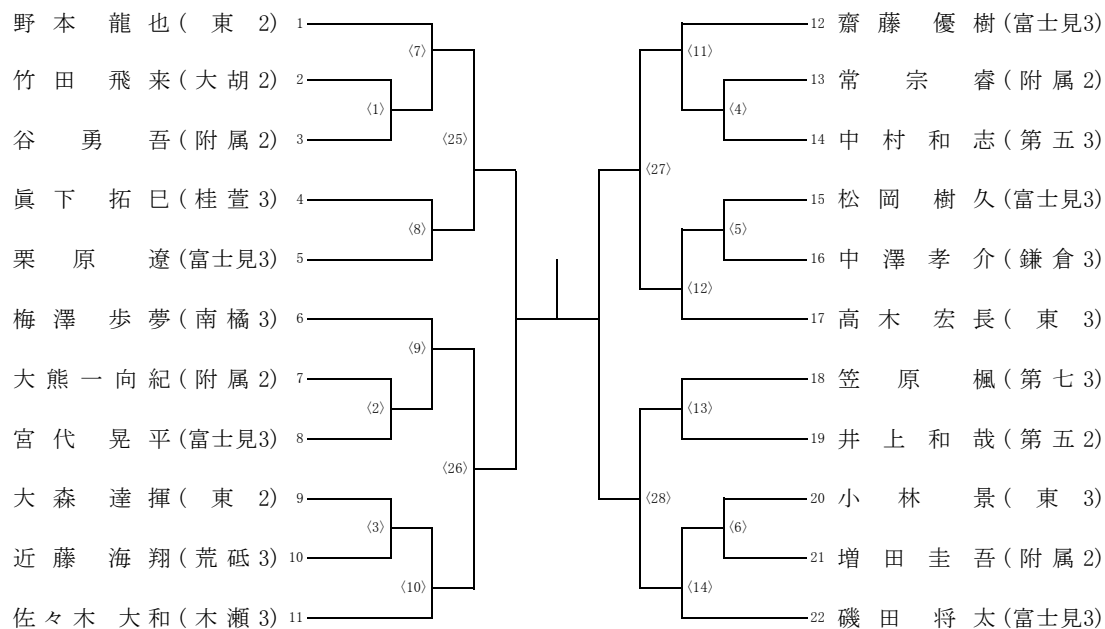 野本 龍也(東 2) 1
〈7〉
竹田 飛来(大胡2) 2
〈1〉
谷 勇吾(附属2) 3
〈25〉
眞下 拓巳(桂萱3) 4
〈8〉
栗原 遼(富士見3) 5
梅澤 歩夢(南橘3) 6
〈9〉
大熊一向紀(附属2) 7
〈2〉
宮代 晃平(富士見3) 8
〈26〉
大森 達揮(東 2) 9
〈3〉
近藤 海翔(荒砥3) 10
〈10〉
佐々木 大和(木瀬3) 11
12 齋藤 優樹(富士見3)
〈11〉
13 常宗 睿(附属2)
〈4〉
14 中村 和志(第五3)
〈27〉
15 松岡 樹久(富士見3)
〈5〉
16 中澤 孝介(鎌倉3)
〈12〉
17 高木 宏長(東 3)
18 笠原 楓(第七3)
〈13〉
19 井上 和哉(第五2)
〈28〉
20 小林 景(東 3)
〈6〉
21 増田 圭吾(附属2)
〈14〉
22 磯田 将太(富士見3)